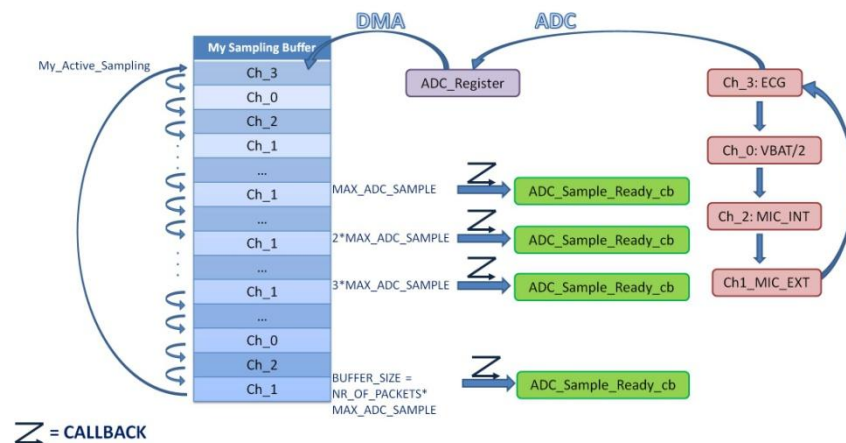 DMA
ADC
My Sampling Buffer
My_Active_Sampling
Ch_3
Ch_0
Ch_2
Ch_1
...
Ch_1
...
Ch_1
...
Ch_1
...
Ch_0
Ch_2
Ch_1
ADC_Register
MAX_ADC_SAMPLE
ADC_Sample_Ready_cb
2*MAX_ADC_SAMPLE
ADC_Sample_Ready_cb
3*MAX_ADC_SAMPLE
ADC_Sample_Ready_cb
BUFFER_SIZE =
NR_OF_PACKETS*
MAX_ADC_SAMPLE
ADC_Sample_Ready_cb
Ch_3: ECG
Ch_0: VBAT/2
Ch_2: MIC_INT
Ch1_MIC_EXT
= CALLBACK